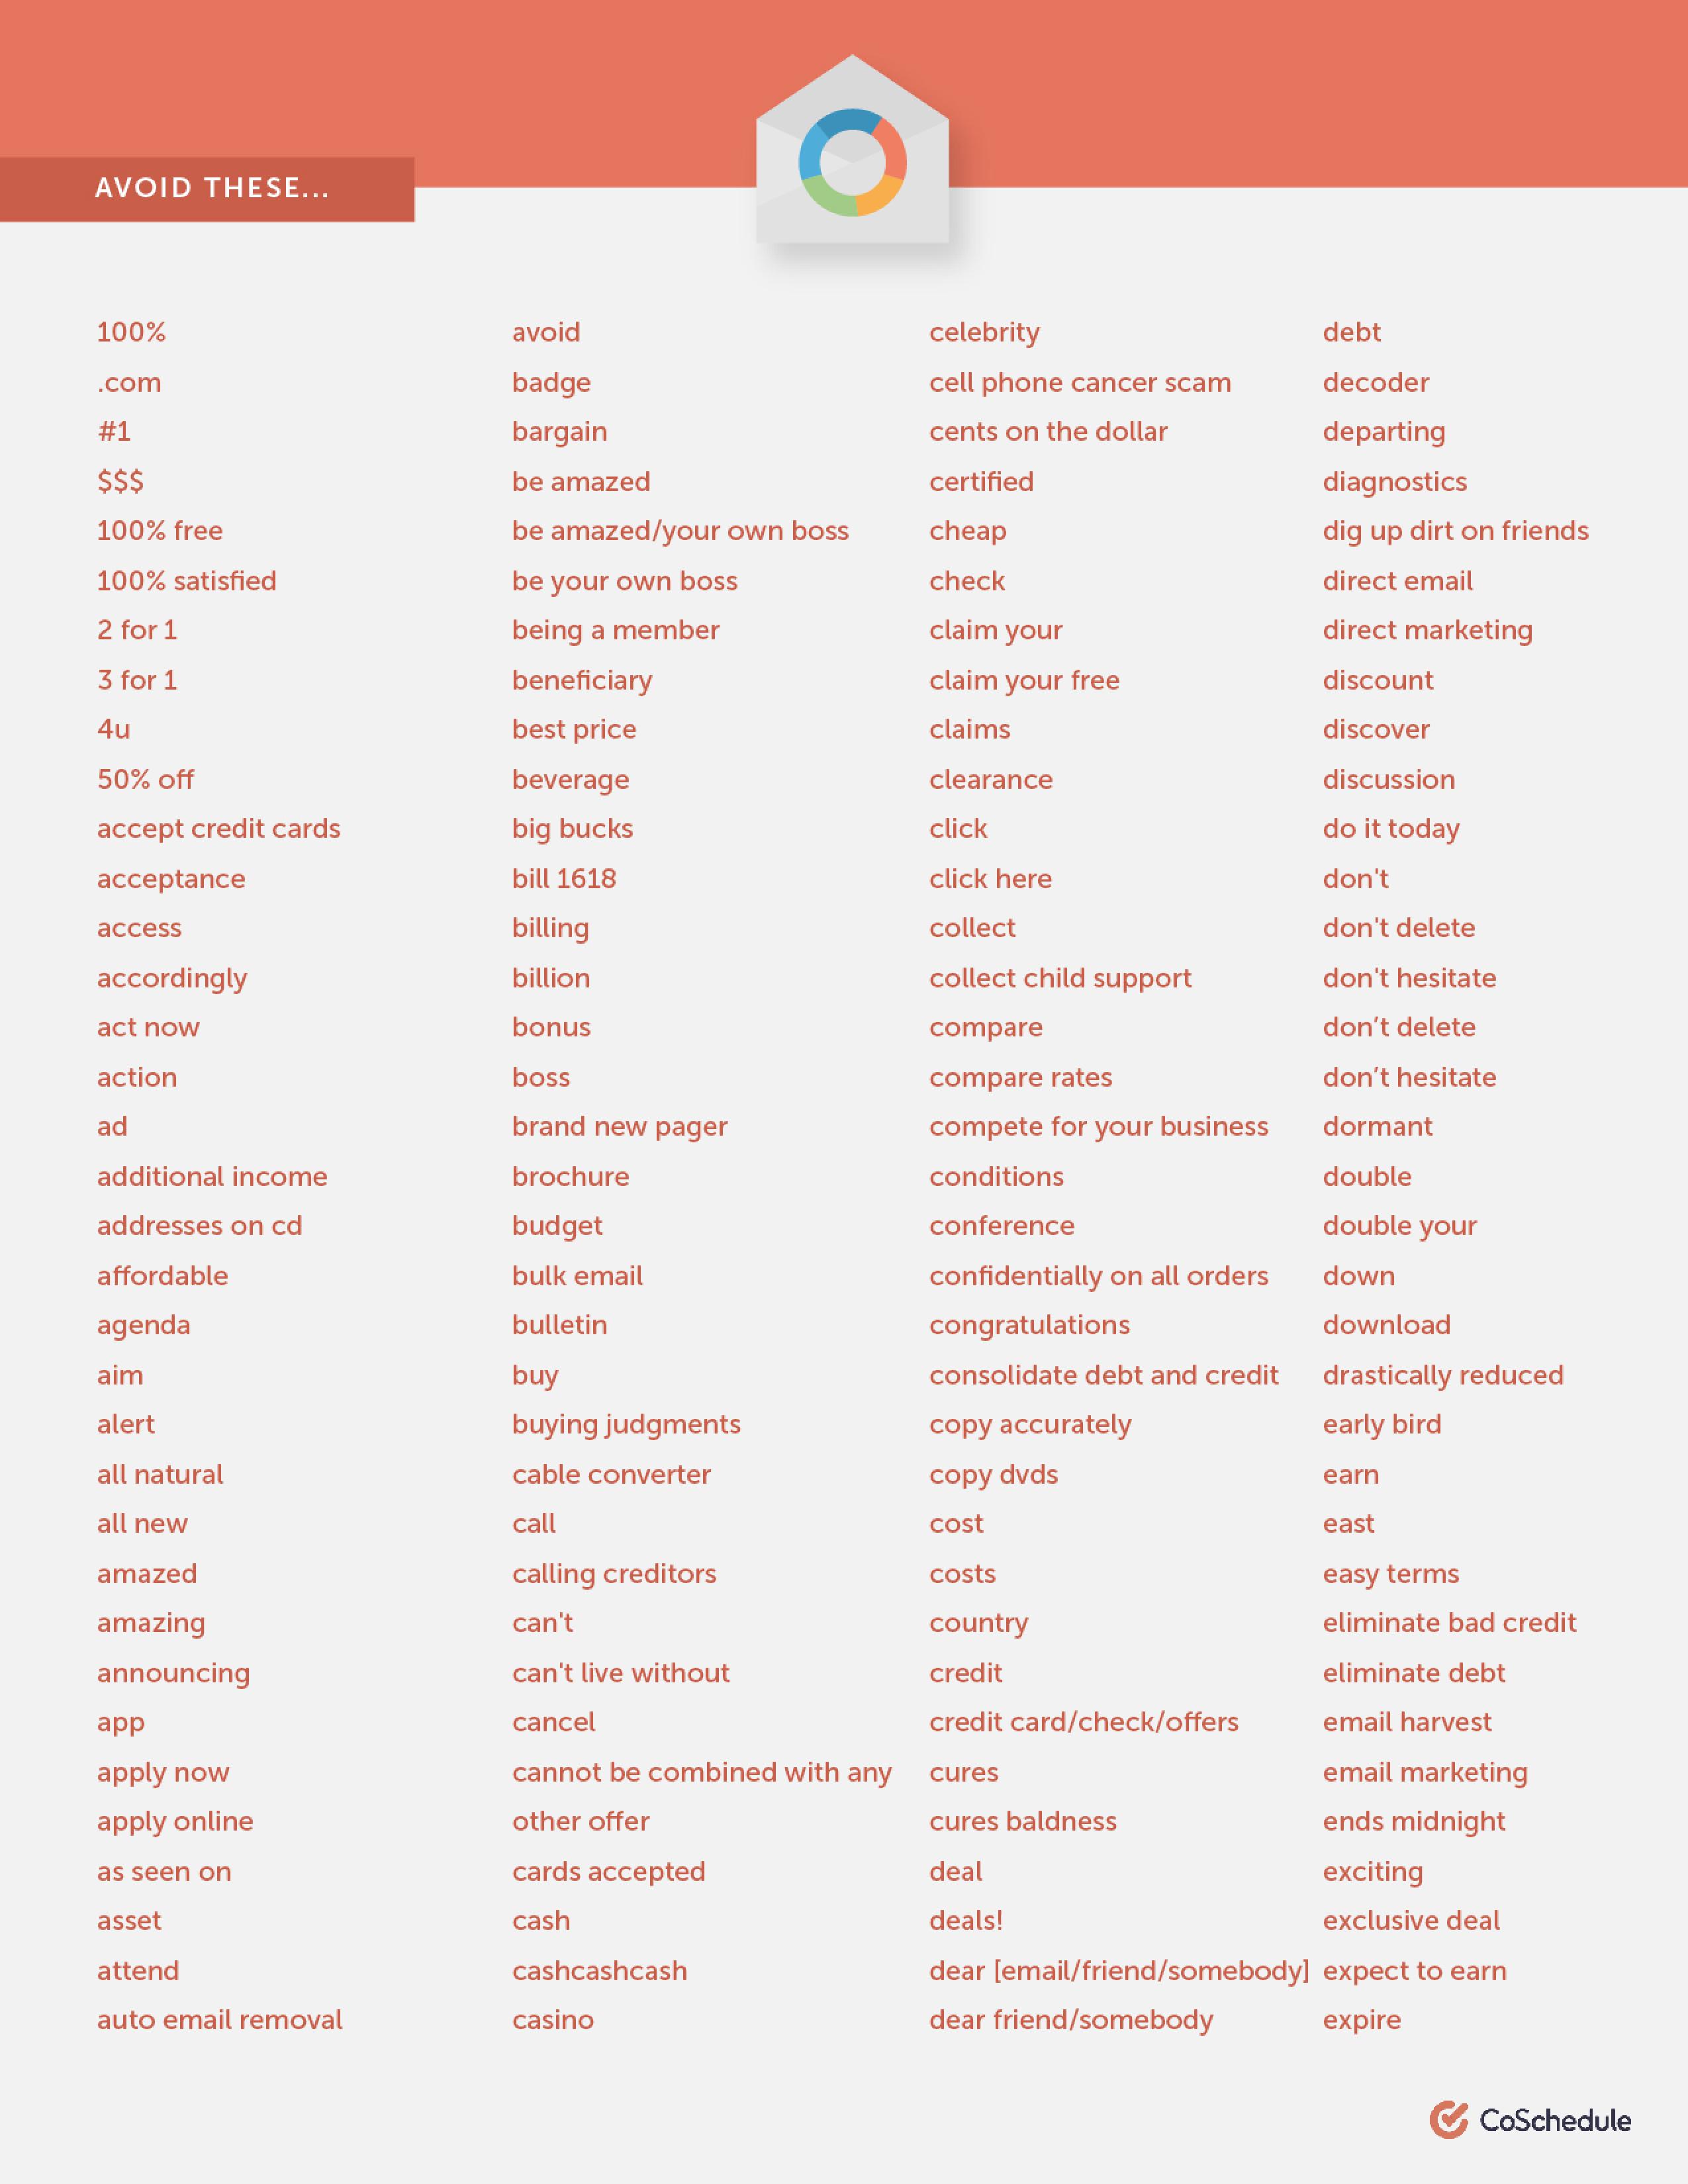 AVOID THESE...
100%
.com
#1
$$$
100% free
100% satisfied
2 for 1
3 for 1
4u
50% off
accept credit cards
acceptance
access
accordingly
act now
action
ad
additional income
addresses on cd
affordable
agenda
aim
alert
all natural
all new
amazed
amazing
announcing
app
apply now
apply online
as seen on
asset
attend
auto email removal
avoid
badge
bargain
be amazed
be amazed/your own boss
be your own boss
being a member
beneficiary
best price
beverage
big bucks
bill 1618
billing
billion
bonus
boss
brand new pager
brochure
budget
bulk email
bulletin
buy
buying judgments
cable converter
call
calling creditors
can't
can't live without
cancel
cannot be combined with any
other offer
cards accepted
cash
cashcashcash
casino
celebrity
cell phone cancer scam
cents on the dollar
certified
cheap
check
claim your
claim your free
claims
clearance
click
click here
collect
collect child support
compare
compare rates
compete for your business
conditions
conference
confidentially on all orders
congratulations
consolidate debt and credit
copy accurately
copy dvds
cost
costs
country
credit
credit card/check/offers
cures
cures baldness
deal
deals!
dear [email/friend/somebody]
dear friend/somebody
debt
decoder
departing
diagnostics
dig up dirt on friends
direct email
direct marketing
discount
discover
discussion
do it today
don't
don't delete
don't hesitate
don’t delete
don’t hesitate
dormant
double
double your
down
download
drastically reduced
early bird
earn
east
easy terms
eliminate bad credit
eliminate debt
email harvest
email marketing
ends midnight
exciting
exclusive deal
expect to earn
expire
CoSchedule